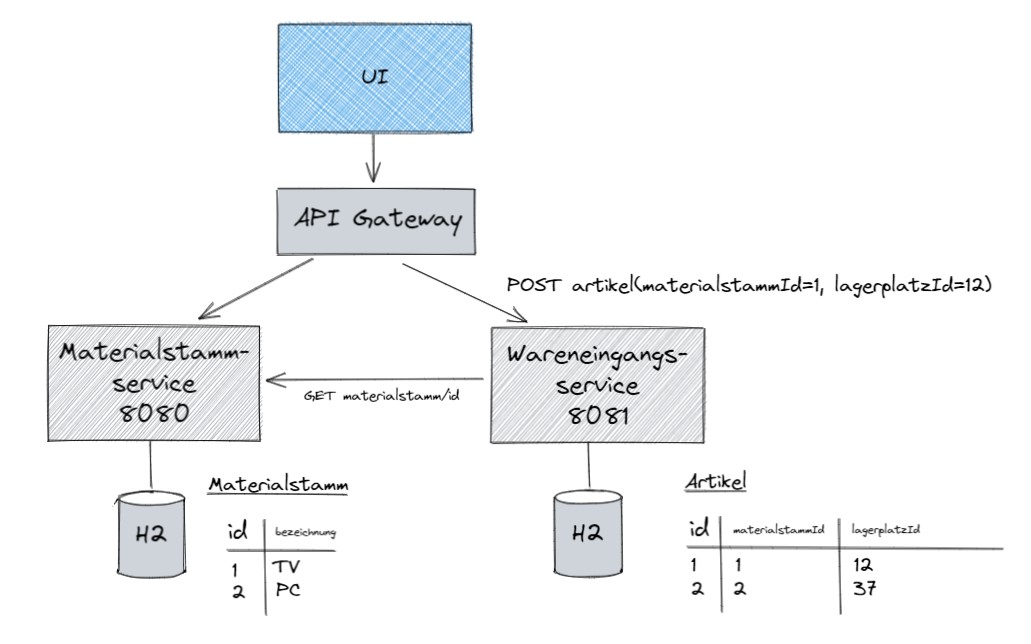 UI
API Gateway
POST artikel(materialstammId=1, lagerplatzId=12)
Materialstamm-
service
8080
GET materialstamm/id
Wareneingangs-
service
8081
H2
Materialstamm
id bezeichnung
1 TV
2 PC
H2
Artikel
id materialstammId lagerplatzId
1 1 12
2 2 37